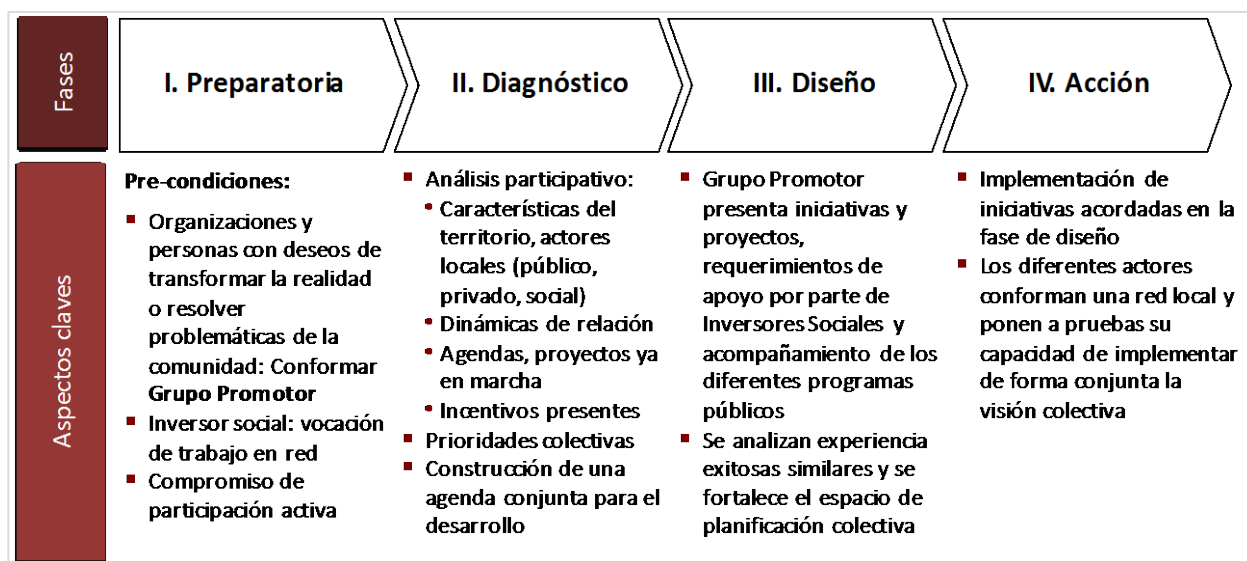 Fases
I. Preparatoria
II. Diagnóstico
III. Diseño
IV. Acción
Aspectos claves
Pre-condiciones:
▪ Organizaciones y
personas con deseos de
transformar la realidad
o resolver
problemáticas de la
comunidad: Conformar
Grupo Promotor
▪ Inversor social: vocación
de trabajo en red
▪ Compromiso de
participación activa
▪ Análisis participativo:
• Características del
territorio, actores
locales (público,
privado, social)
• Dinámicas de relación
• Agendas, proyectos ya
en marcha
• Incentivos presentes
▪ Prioridades colectivas
▪ Construcción de una
agenda conjunta para el
desarrollo
▪ Grupo Promotor
presenta iniciativas y
proyectos,
requerimientos de
apoyo por parte de
Inversores Sociales y
acompañamiento de los
diferentes programas
públicos
▪ Se analizan experiencia
exitosas similares y se
fortalece el espacio de
planificación colectiva
▪ Implementación de
iniciativas acordadas en la
fase de diseño
▪ Los diferentes actores
conforman una red local y
ponen a pruebas su
capacidad de implementar
de forma conjunta la
visión colectiva